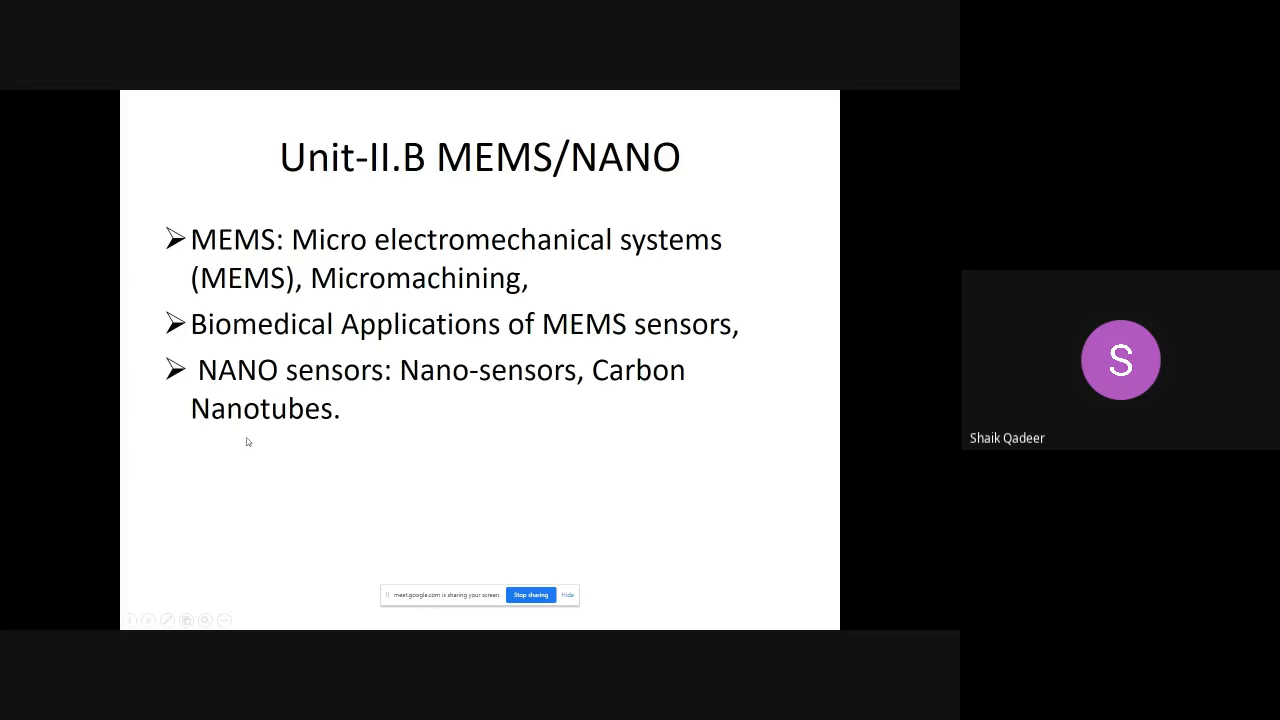 Unit-II.B MEMS/NANO
MEMS: Micro electromechanical systems
(MEMS), Micromachining,
Biomedical Applications of MEMS sensors,
NANO sensors: Nano-sensors, Carbon
Nanotubes.
S
Shaik Qadeer
meet.google.com is sharing your screen. Stop sharing Hide